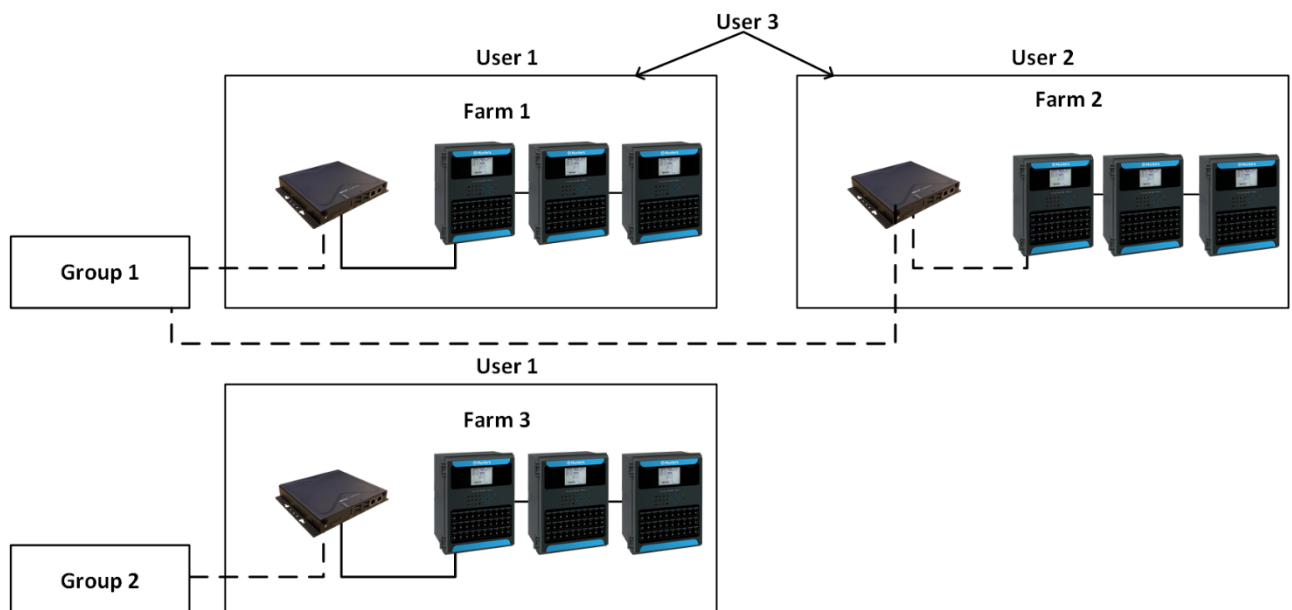 User 3
User 1
User 2
Farm 1
Farm 2
Group 1
User 1
Farm 3
Group 2